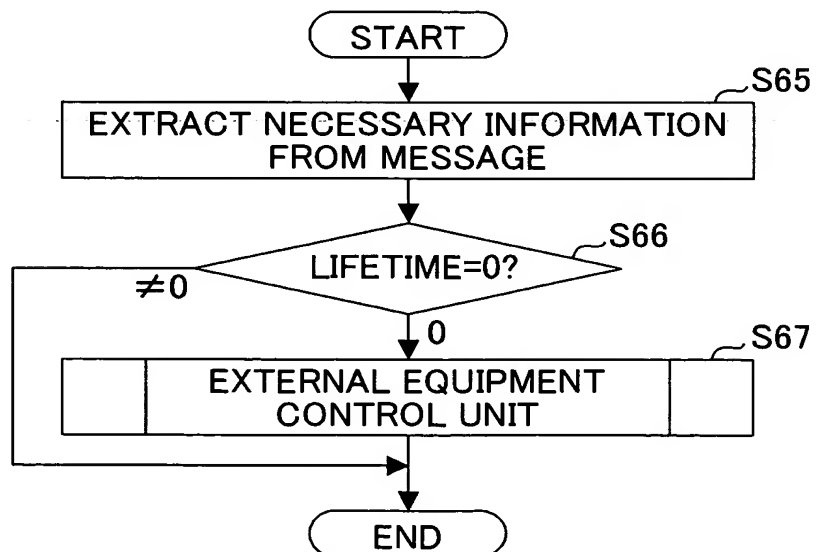 START
S65
EXTRACT NECESSARY INFORMATION
FROM MESSAGE
S66
LIFETIME=0?
≠0
0
S67
EXTERNAL EQUIPMENT
CONTROL UNIT
END